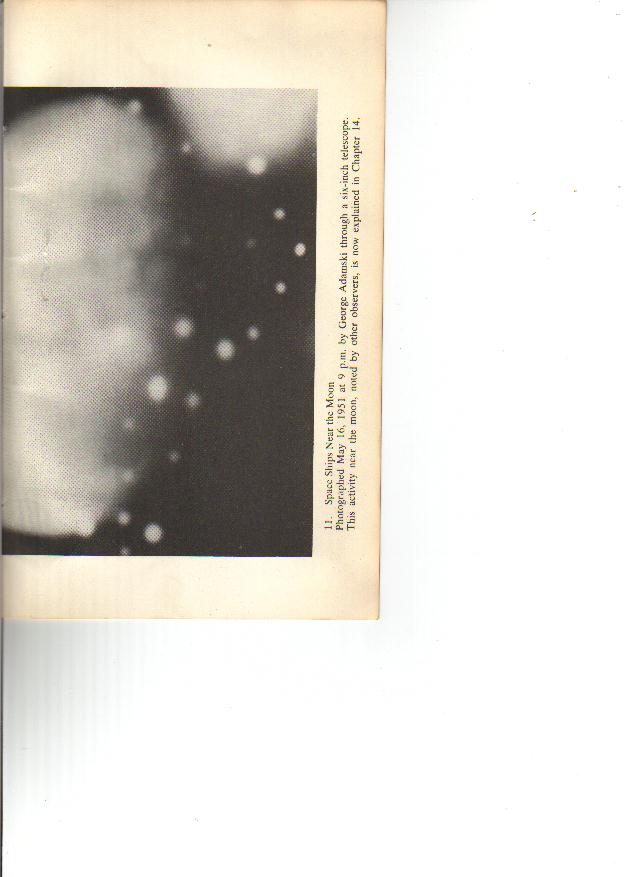 11. Space Ships Near the Moon
Photographed May 16, 1951 at 9 p.m. by George Adamski through a six-inch telescope.
This activity near the moon, noted by other observers, is now explained in Chapter 14.